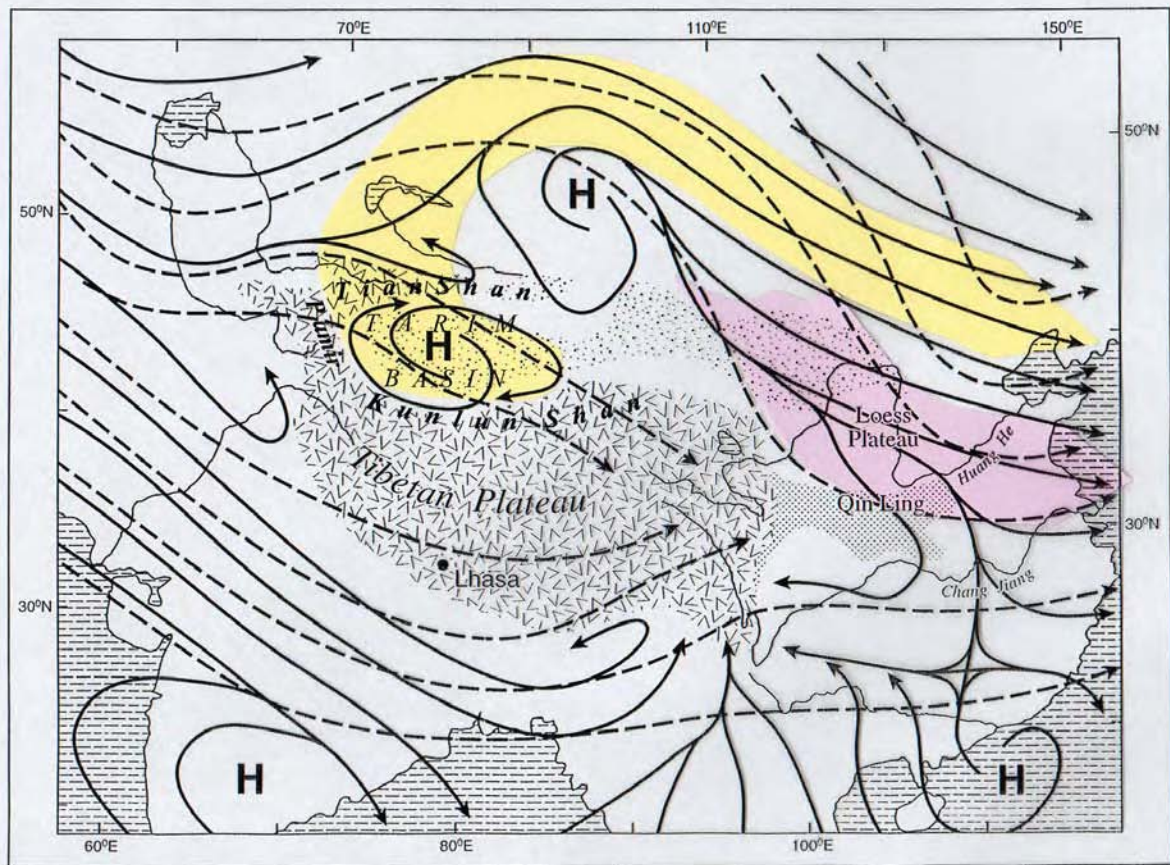 70°E 110°E 150°E
50°N
50°N
H
Tian Shan
Pamir
TARIM
H
BASIN
Kunlun Shan
Loess
Plateau
Huang He
Tibetan Plateau
Qin Ling
30°N
Lhasa
Chang Jiang
30°N
H
H
60°E 80°E 100°E